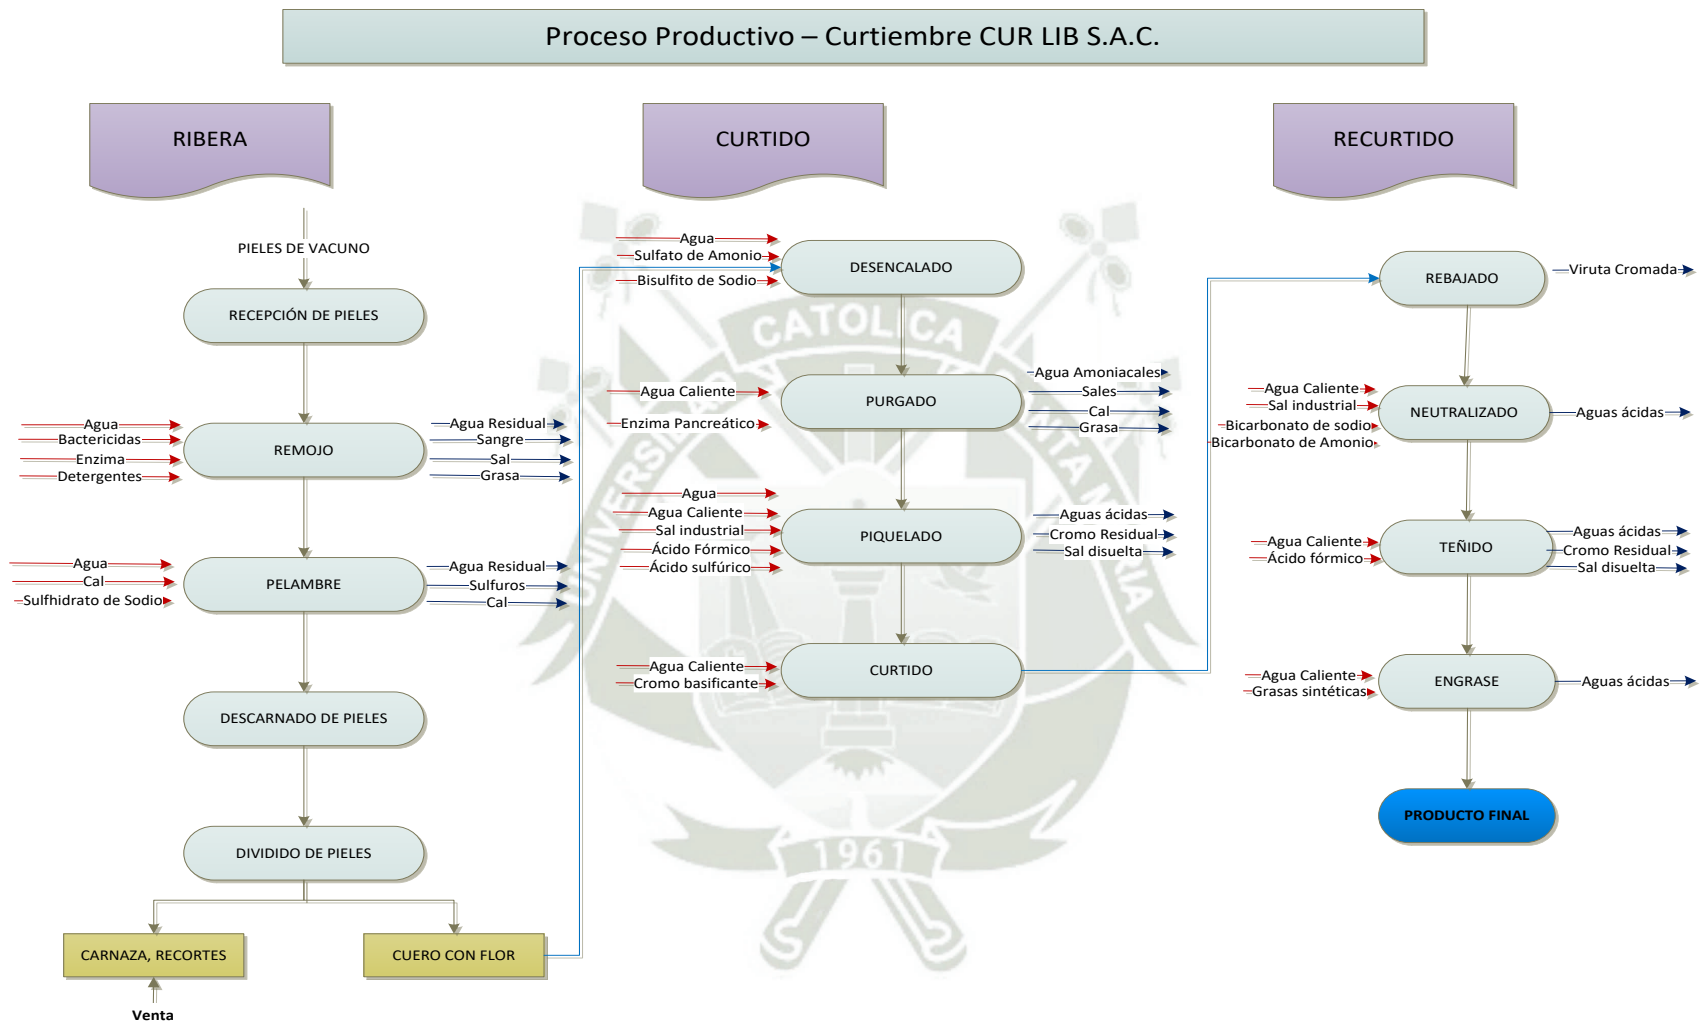 Proceso Productivo – Curtiembre CUR LIB S.A.C.
RIBERA
PIELES DE VACUNO
RECEPCIÓN DE PIELES
Agua
Bactericidas
Enzima
Detergentes
REMOJO
Agua Residual
Sangre
Sal
Grasa
Agua
Cal
Sulfhidrato de Sodio
PELAMBRE
Agua Residual
Sulfuros
Cal
DESCARNADO DE PIELES
DIVIDIDO DE PIELES
CARNAZA, RECORTES
CUERO CON FLOR
Venta
CURTIDO
Agua
Sulfato de Amonio
Bisulfito de Sodio
DESENCALADO
Agua Caliente
Enzima Pancreático
PURGADO
Agua Amoniacales
Sales
Cal
Grasa
Agua
Agua Caliente
Sal industrial
Ácido Fórmico
Ácido sulfúrico
PIQUELADO
Aguas ácidas
Cromo Residual
Sal disuelta
Agua Caliente
Cromo basificante
CURTIDO
RECURTIDO
REBAJADO
Viruta Cromada
Agua Caliente
Sal industrial
Bicarbonato de sodio
Bicarbonato de Amonio
NEUTRALIZADO
Aguas ácidas
Agua Caliente
Ácido fórmico
TEÑIDO
Aguas ácidas
Cromo Residual
Sal disuelta
Agua Caliente
Grasas sintéticas
ENGRASE
Aguas ácidas
PRODUCTO FINAL
CATOLICA
1961